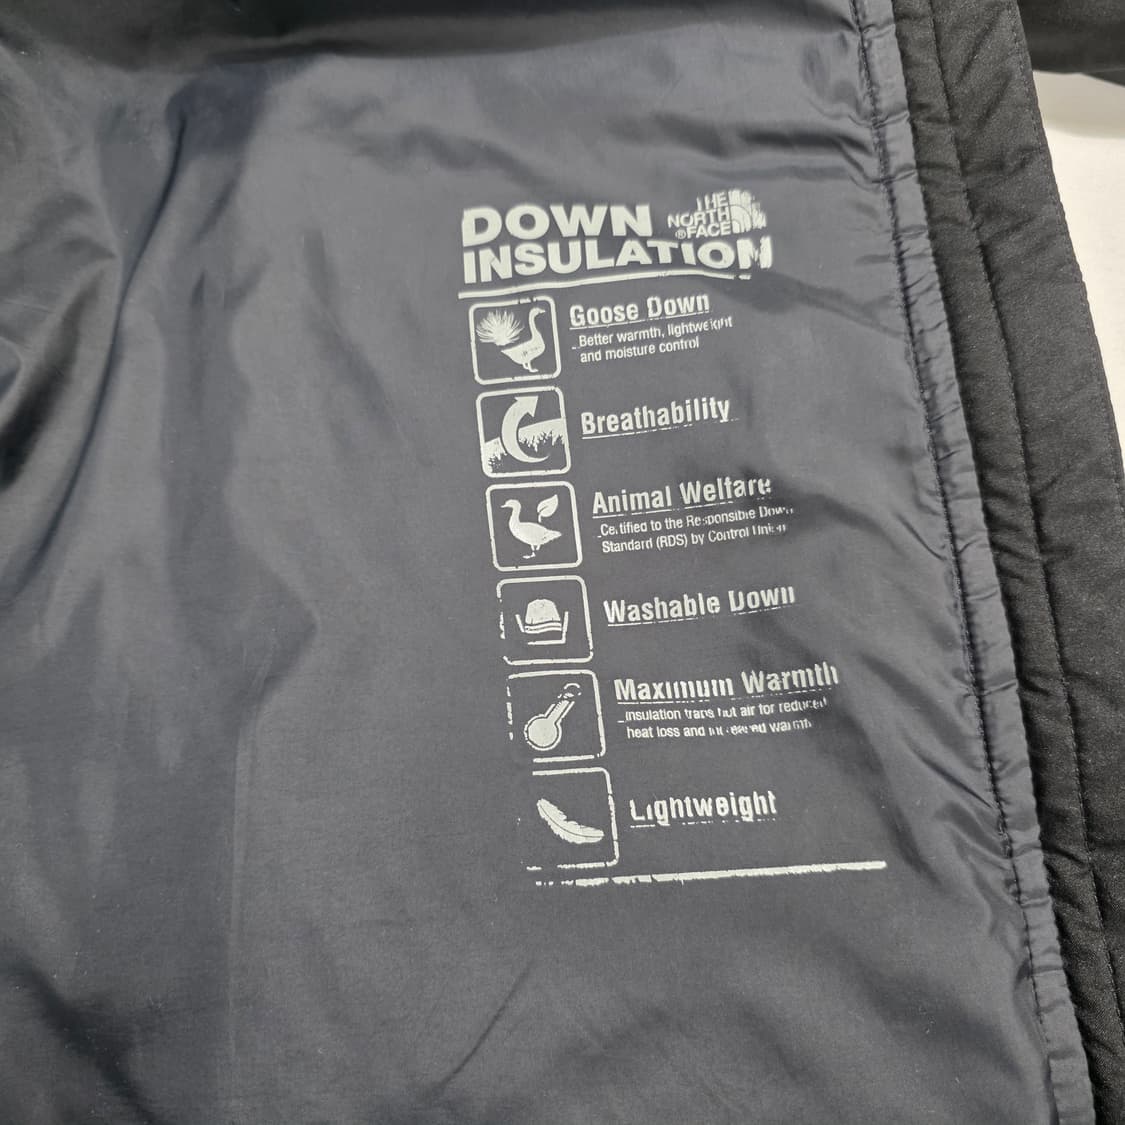 DOWN
INSULATION
THE
NORTH
FACE®
Goose Down
Better warmth, lightweight
and moisture control
Breathability
Animal Welfare
Certified to the Responsible Down
Standard (RDS) by Control Union
Washable Down
Maximum Warmth
insulation traps hot air for reduced
heat loss and increased warmth
Lightweight